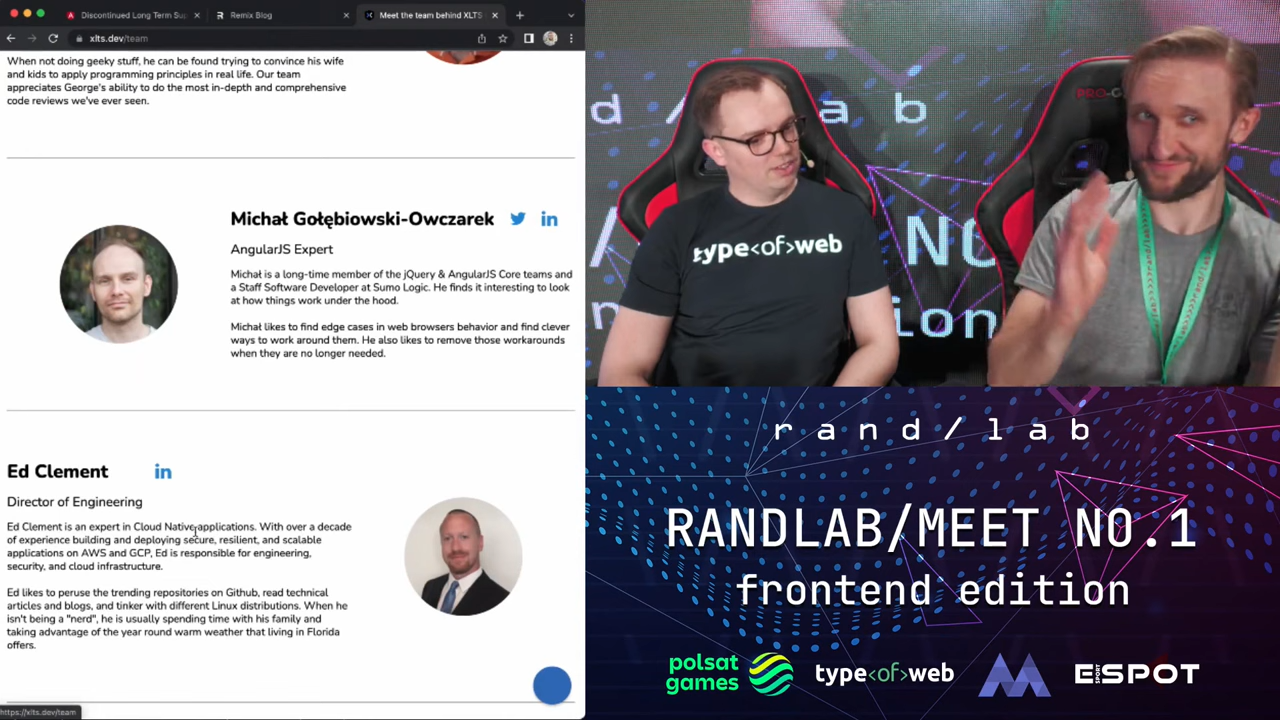 Discontinued Long Term Sup
Remix Blog
Meet the team behind XLTS
xlts.dev/team
When not doing geeky stuff, he can be found trying to convince his wife
and kids to apply programming principles in real life. Our team
appreciates George's ability to do the most in-depth and comprehensive
code reviews we've ever seen.
Michał Gołębiowski-Owczarek
AngularJS Expert
Michał is a long-time member of the jQuery & AngularJS Core teams and
a Staff Software Developer at Sumo Logic. He finds it interesting to look
at how things work under the hood.
Michał likes to find edge cases in web browsers behavior and find clever
ways to work around them. He also likes to remove those workarounds
when they are no longer needed.
Ed Clement
Director of Engineering
Ed Clement is an expert in Cloud Native applications. With over a decade
of experience building and deploying secure, resilient, and scalable
applications on AWS and GCP, Ed is responsible for engineering,
security, and cloud infrastructure.
Ed likes to peruse the trending repositories on Github, read technical
articles and blogs, and tinker with different Linux distributions. When he
isn't being a "nerd", he is usually spending time with his family and
taking advantage of the year round warm weather that living in Florida
offers.
https://xlts.dev/team
d / l a b
PRO-G
type<of>web
NO
ion
rand/lab
RANDLAB/MEET NO.1
frontend edition
polsat
games
type<of>web
ESPORT SPOT